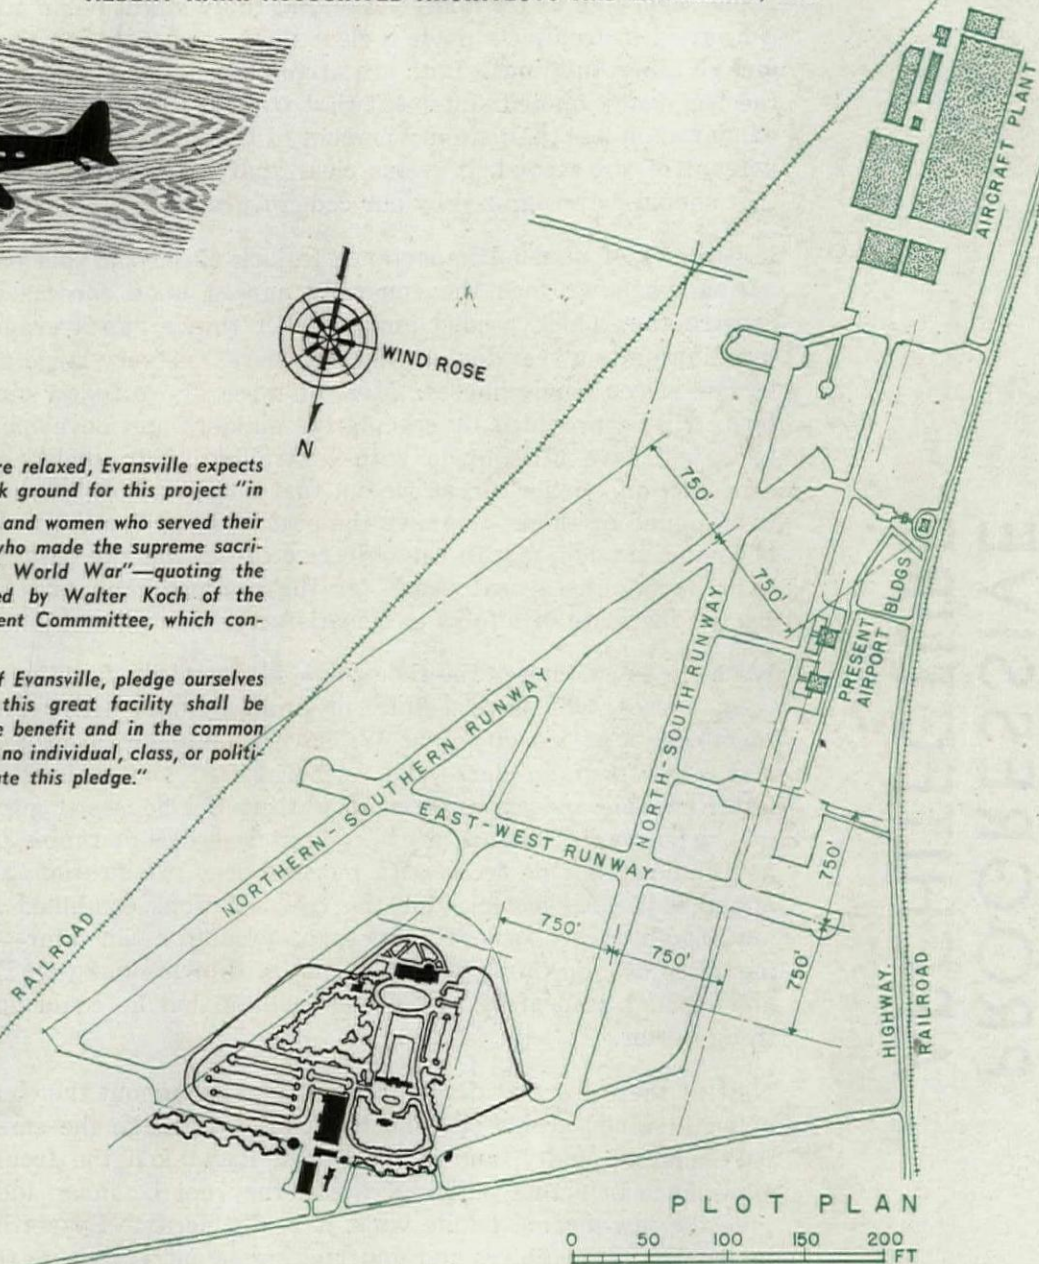 AIRCRAFT PLANT
WIND ROSE
N
re relaxed, Evansville expects
k ground for this project "in
and women who served their
who made the supreme sacri-
World War"—quoting the
ed by Walter Koch of the
ent Commmittee, which con-
f Evansville, pledge ourselves
this great facility shall be
e benefit and in the common
no individual, class, or politi-
te this pledge."
750'
750'
BLDGS
PRESENT
AIRPORT
NORTH-SOUTH RUNWAY
NORTHERN-SOUTHERN RUNWAY
EAST-WEST RUNWAY
750'
750'
750'
750'
RAILROAD
HIGHWAY.
RAILROAD
PLOT PLAN
0 50 100 150 200
FT